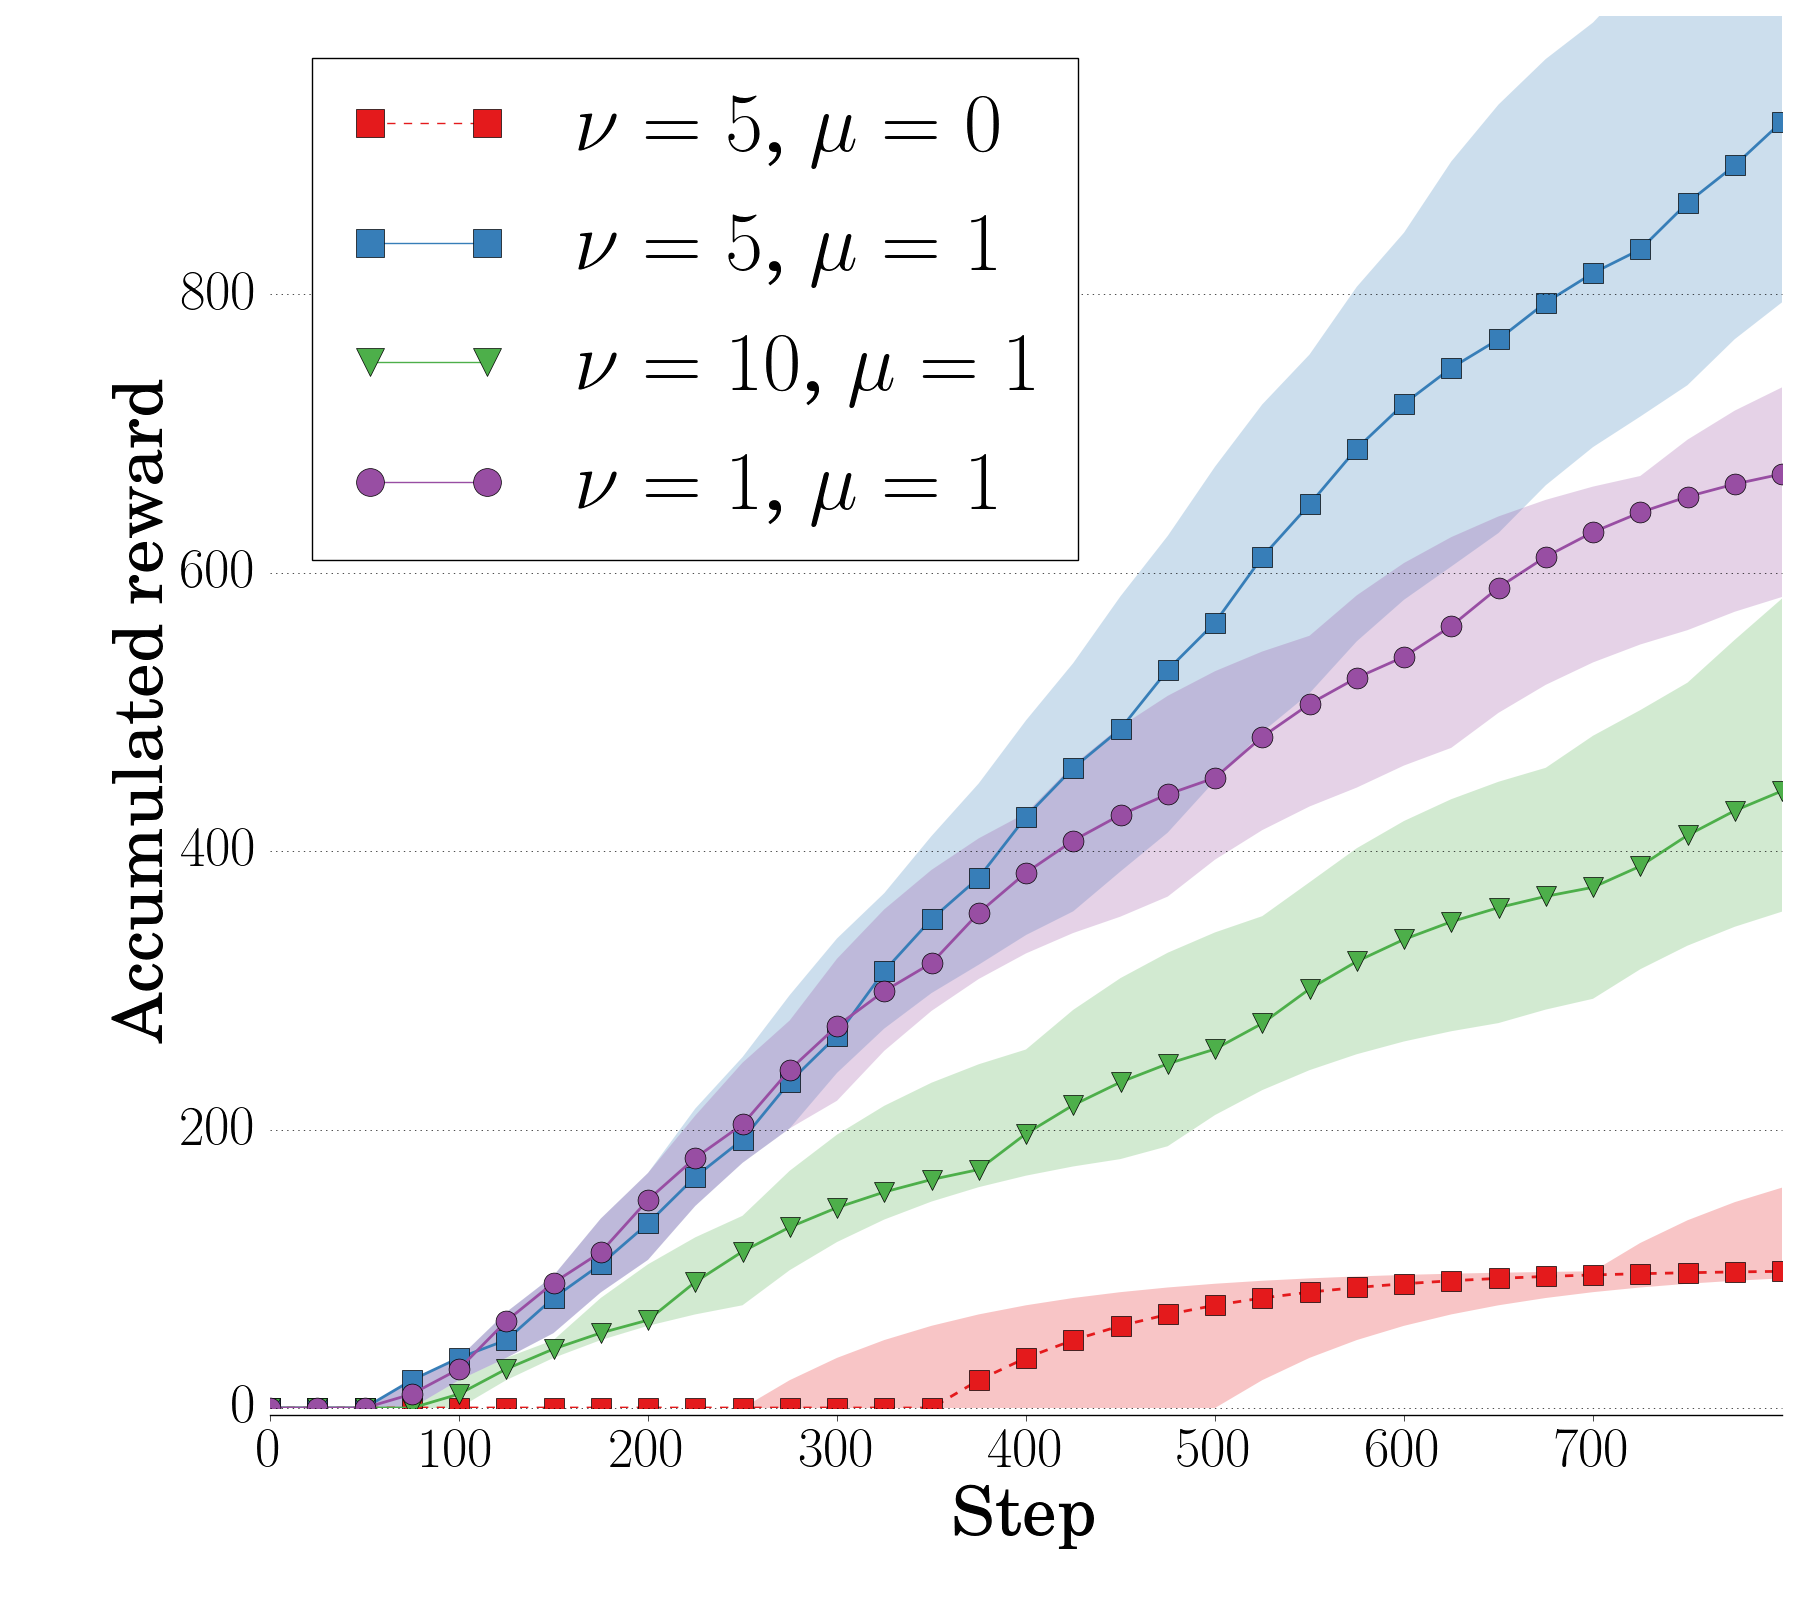 ν = 5, μ = 0
ν = 5, μ = 1
ν = 10, μ = 1
ν = 1, μ = 1
800
600
400
200
0
Accumulated reward
0 100 200 300 400 500 600 700
Step